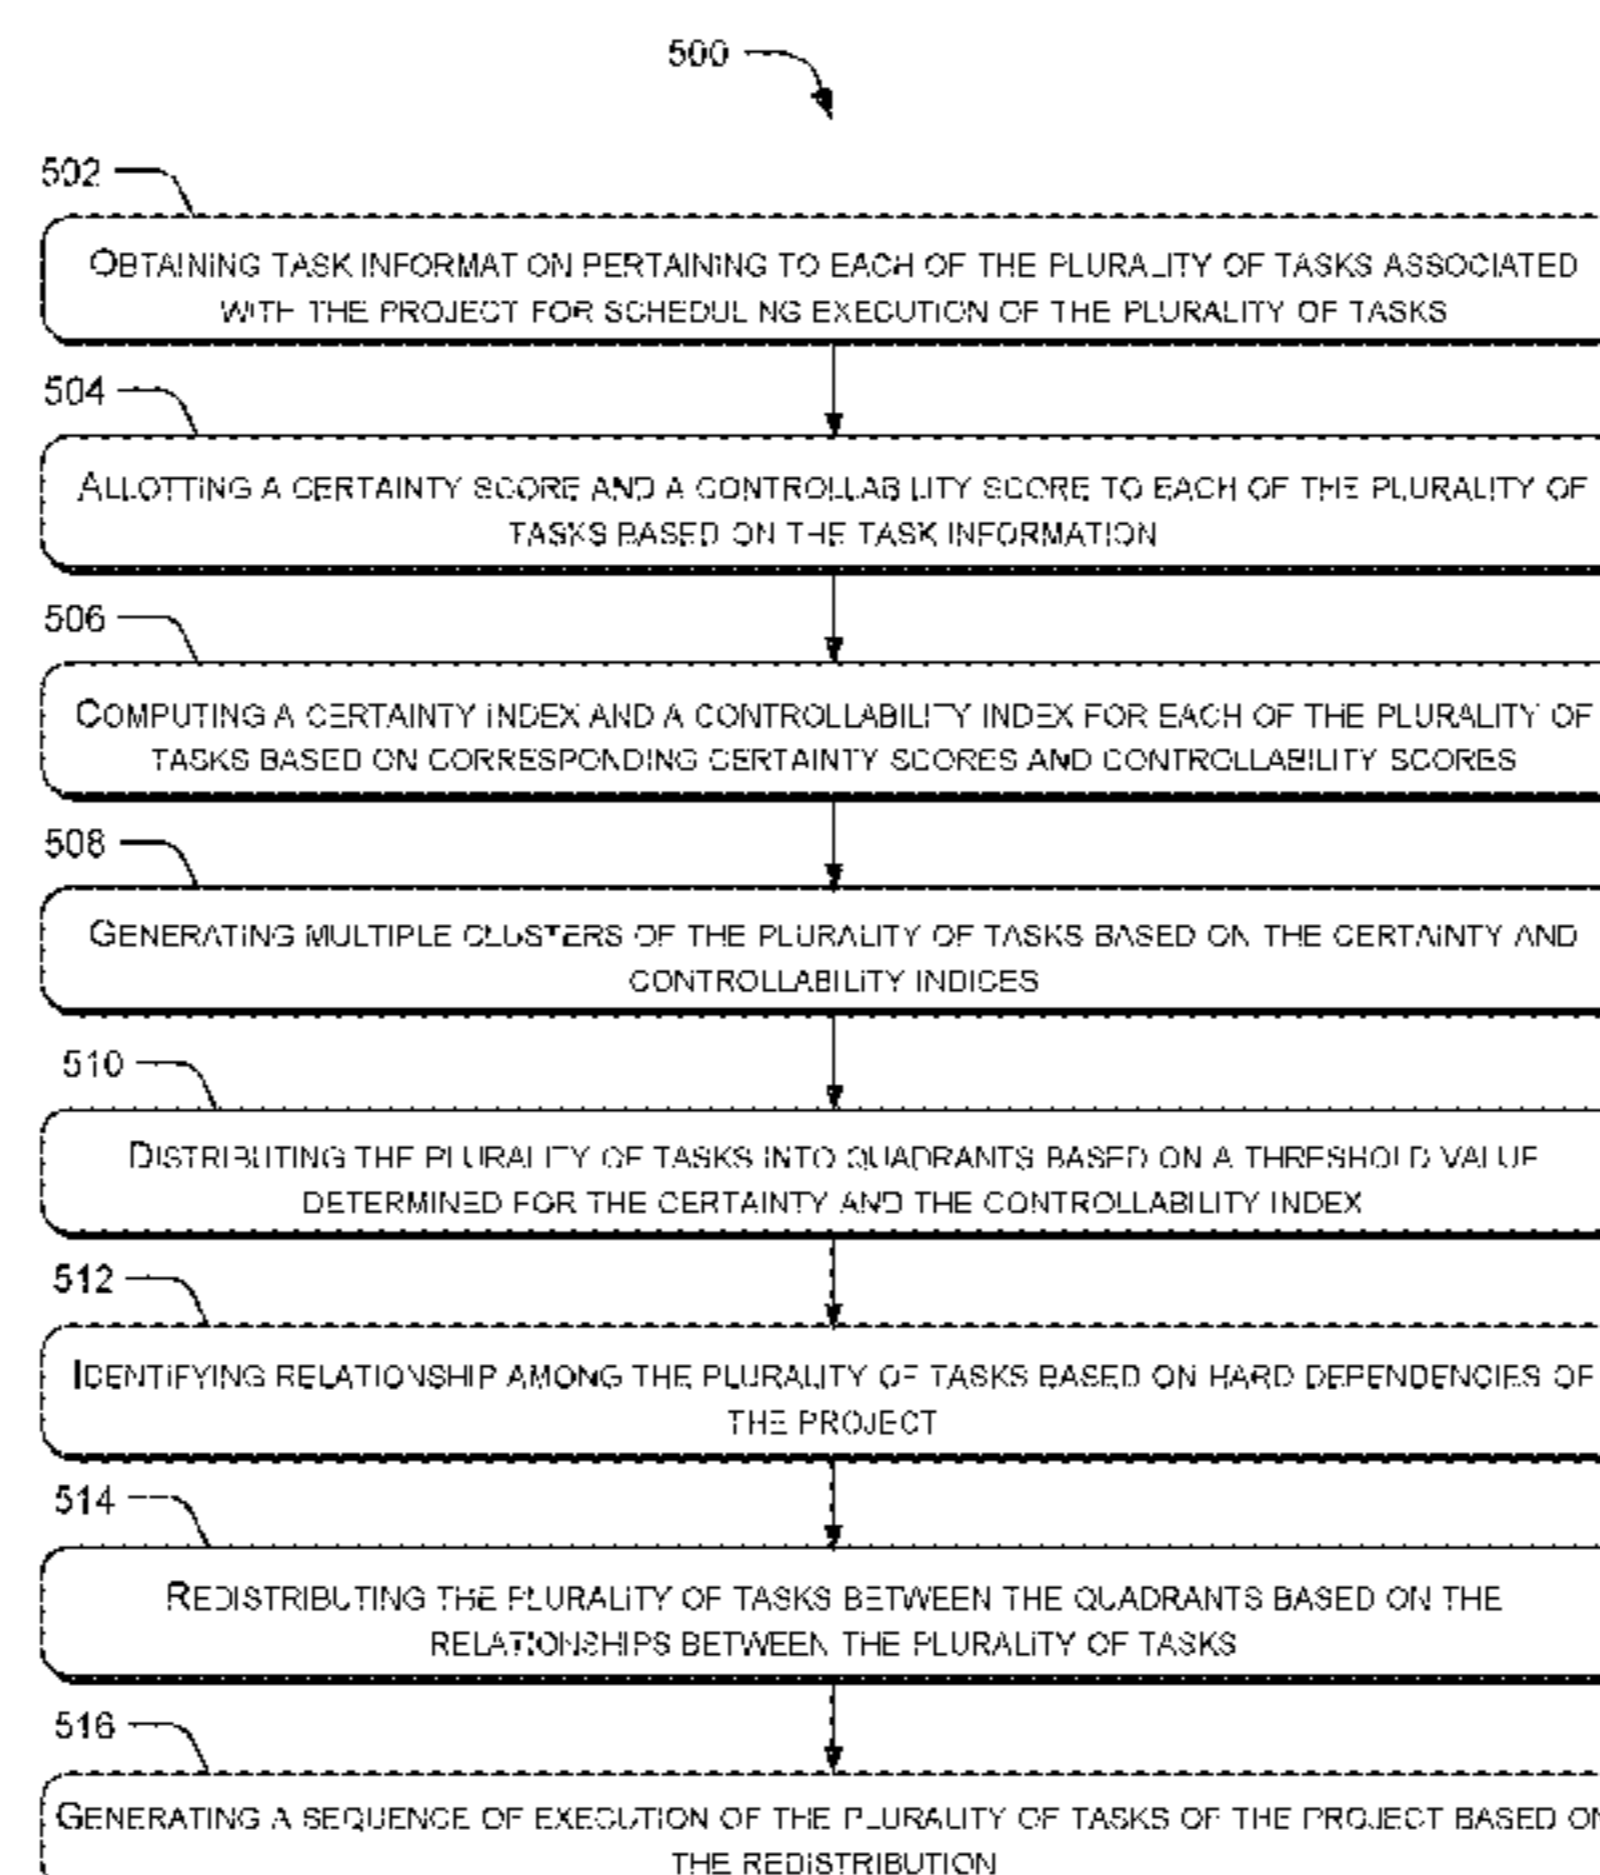 500
502
OBTAINING TASK INFORMATION PERTAINING TO EACH OF THE PLURALITY OF TASKS ASSOCIATED
WITH THE PROJECT FOR SCHEDULING EXECUTION OF THE PLURALITY OF TASKS
504
ALLOTTING A CERTAINTY SCORE AND A CONTROLLABILITY SCORE TO EACH OF THE PLURALITY OF
TASKS BASED ON THE TASK INFORMATION
506
COMPUTING A CERTAINTY INDEX AND A CONTROLLABILITY INDEX FOR EACH OF THE PLURALITY OF
TASKS BASED ON CORRESPONDING CERTAINTY SCORES AND CONTROLLABILITY SCORES
508
GENERATING MULTIPLE CLUSTERS OF THE PLURALITY OF TASKS BASED ON THE CERTAINTY AND
CONTROLLABILITY INDICES
510
DISTRIBUTING THE PLURALITY OF TASKS INTO QUADRANTS BASED ON A THRESHOLD VALUE
DETERMINED FOR THE CERTAINTY AND THE CONTROLLABILITY INDEX
512
IDENTIFYING RELATIONSHIP AMONG THE PLURALITY OF TASKS BASED ON HARD DEPENDENCIES OF
THE PROJECT
514
REDISTRIBUTING THE PLURALITY OF TASKS BETWEEN THE QUADRANTS BASED ON THE
RELATIONSHIPS BETWEEN THE PLURALITY OF TASKS
516
GENERATING A SEQUENCE OF EXECUTION OF THE PLURALITY OF TASKS OF THE PROJECT BASED ON
THE REDISTRIBUTION